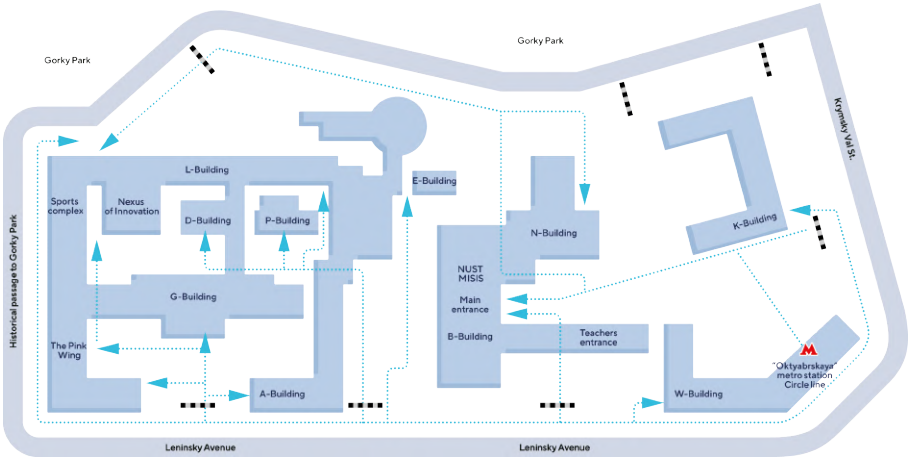 Gorky Park
Gorky Park
Krymsky Val St.
Historical passage to Gorky Park
L-Building
E-Building
Sports
complex
Nexus
of Innovation
D-Building
P-Building
N-Building
K-Building
NUST
MISIS
Main
entrance
G-Building
B-Building
Teachers
entrance
The Pink
Wing
"Oktyabrskaya"
metro station
Circle line
A-Building
W-Building
Leninsky Avenue
Leninsky Avenue